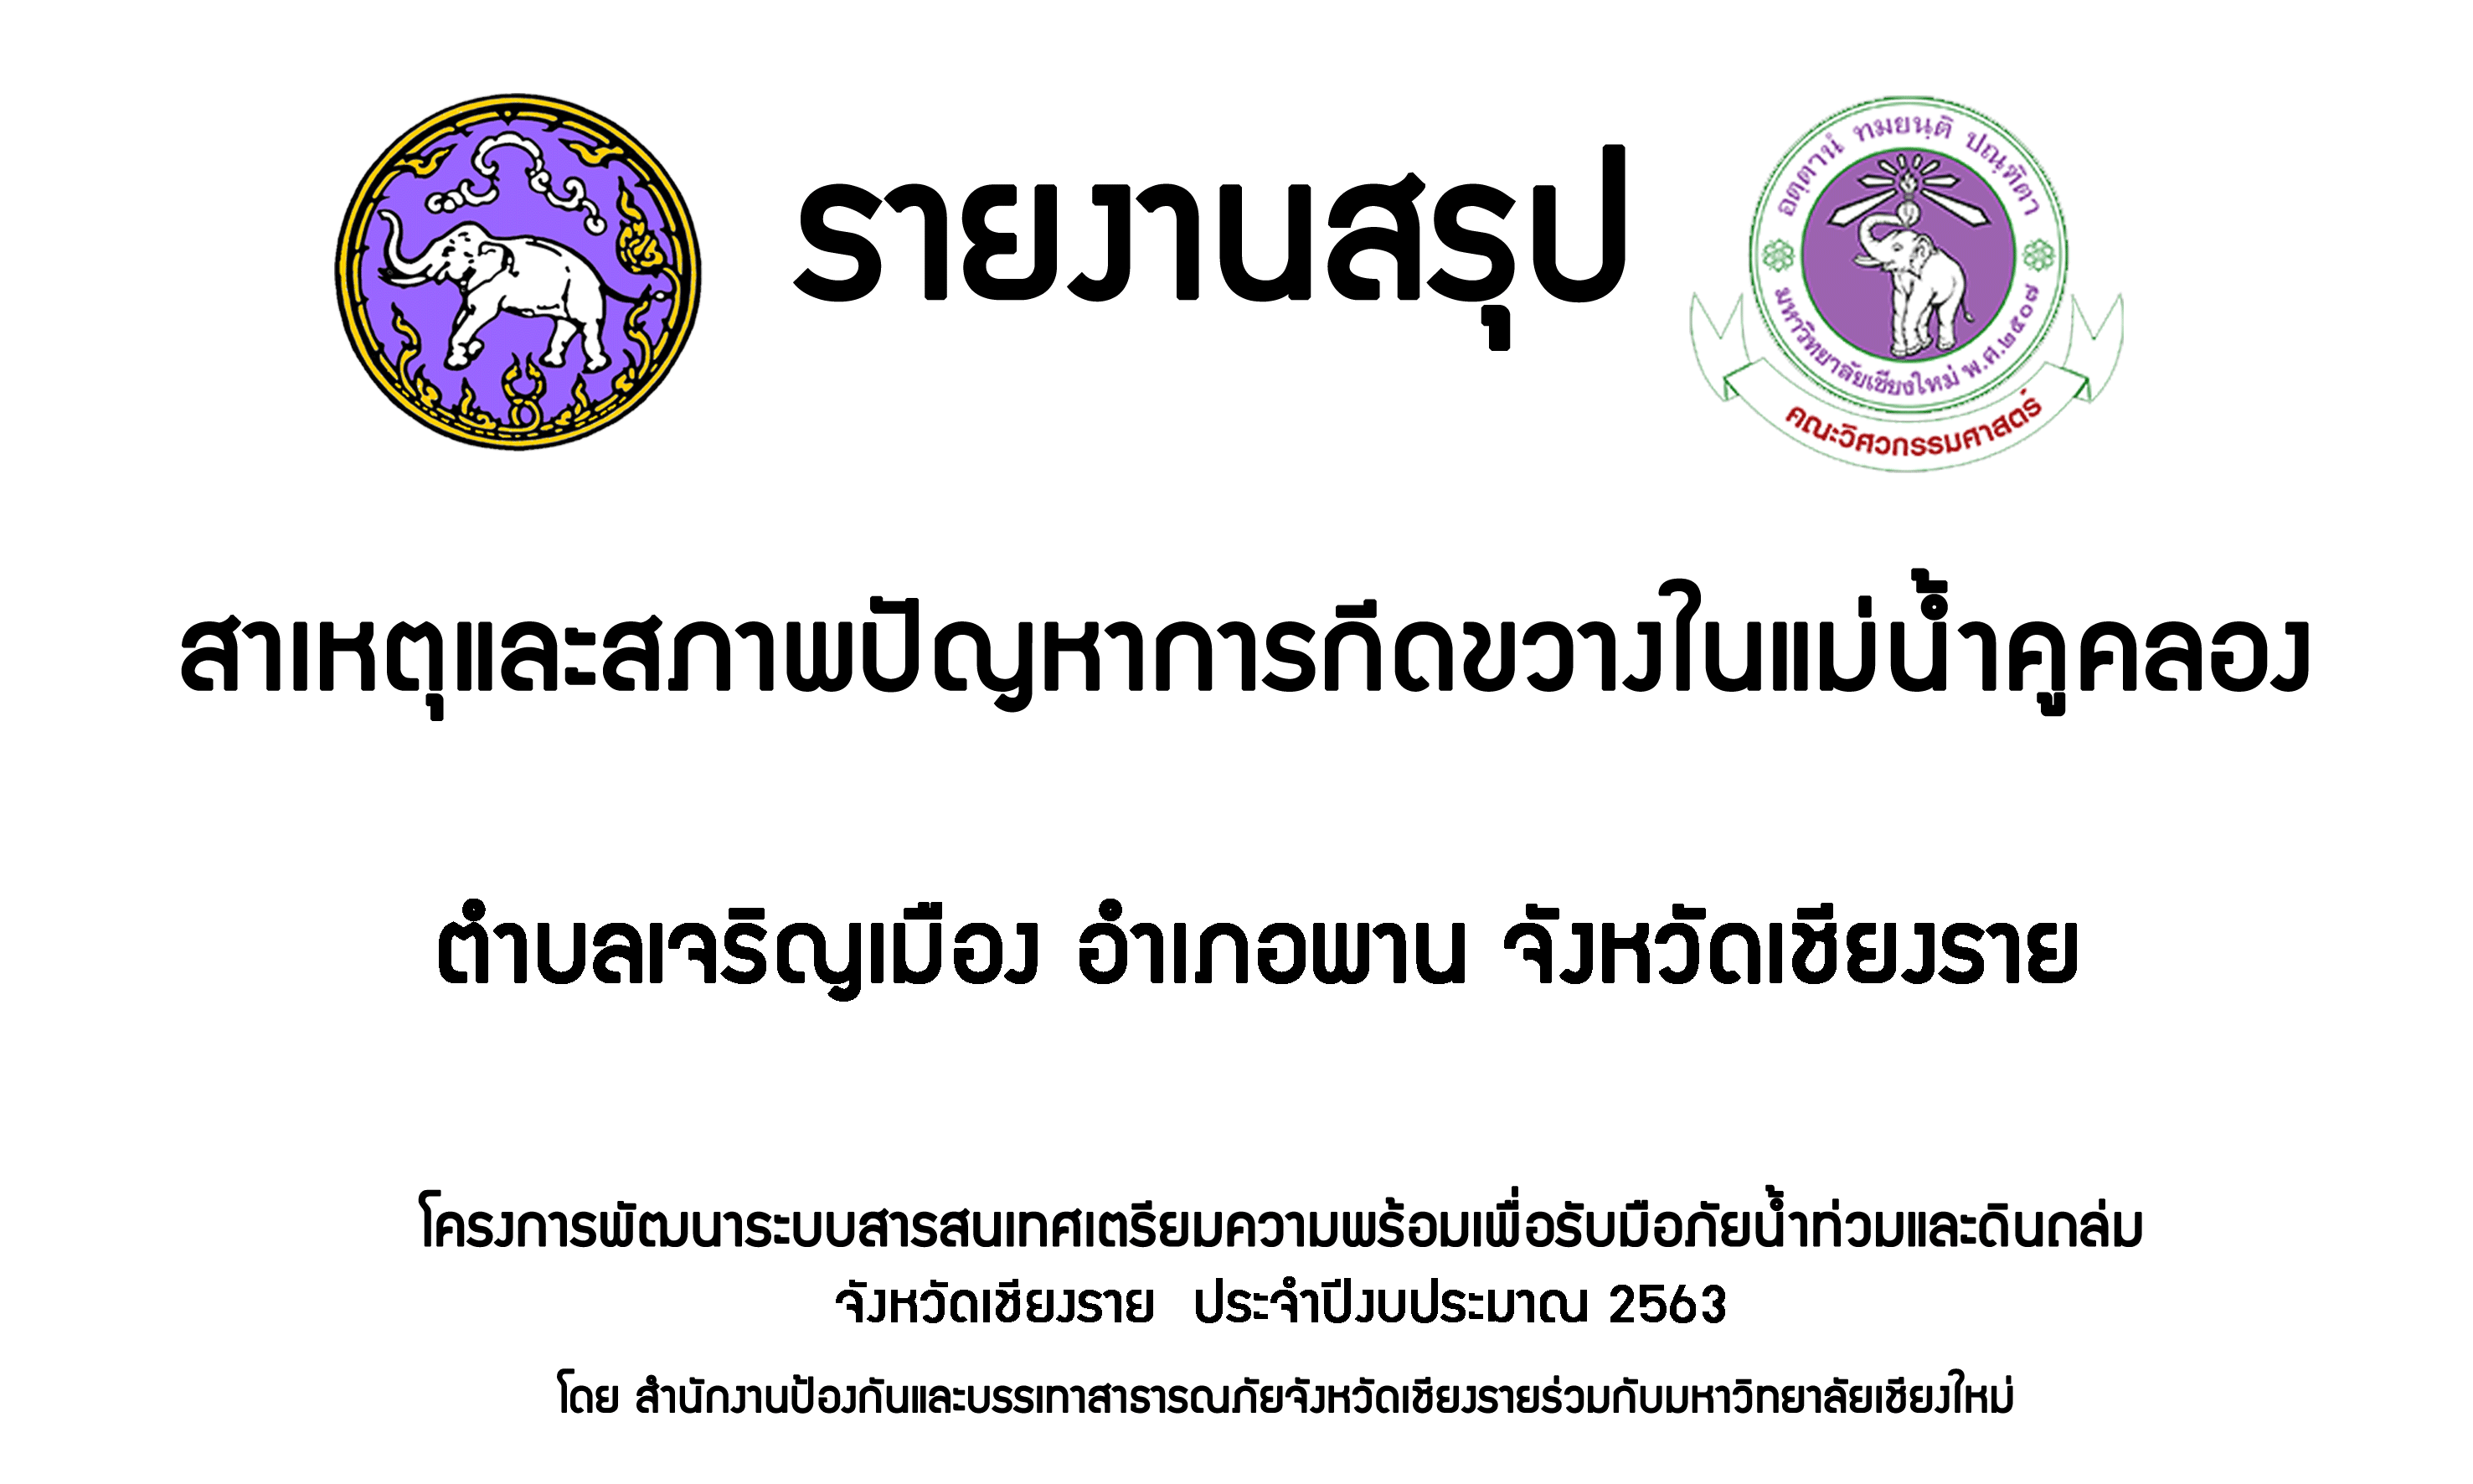 รายงานสรุป
อตฺตานํ ทมยนฺติ ปณฺฑิตา
มหาวิทยาลัยเชียงใหม่ พ.ศ.๒๕๐๗
คณะวิศวกรรมศาสตร์
สาเหตุและสภาพปัญหาการกีดขวางในแม่น้ำคูคลอง
ตำบลเจริญเมือง อำเภอพาน จังหวัดเชียงราย
โครงการพัฒนาระบบสารสนเทศเตรียมความพร้อมเพื่อรับมือภัยน้ำท่วมและดินถล่ม
จังหวัดเชียงราย ประจำปีงบประมาณ 2563
โดย สำนักงานป้องกันและบรรเทาสาธารณภัยจังหวัดเชียงรายร่วมกับมหาวิทยาลัยเชียงใหม่